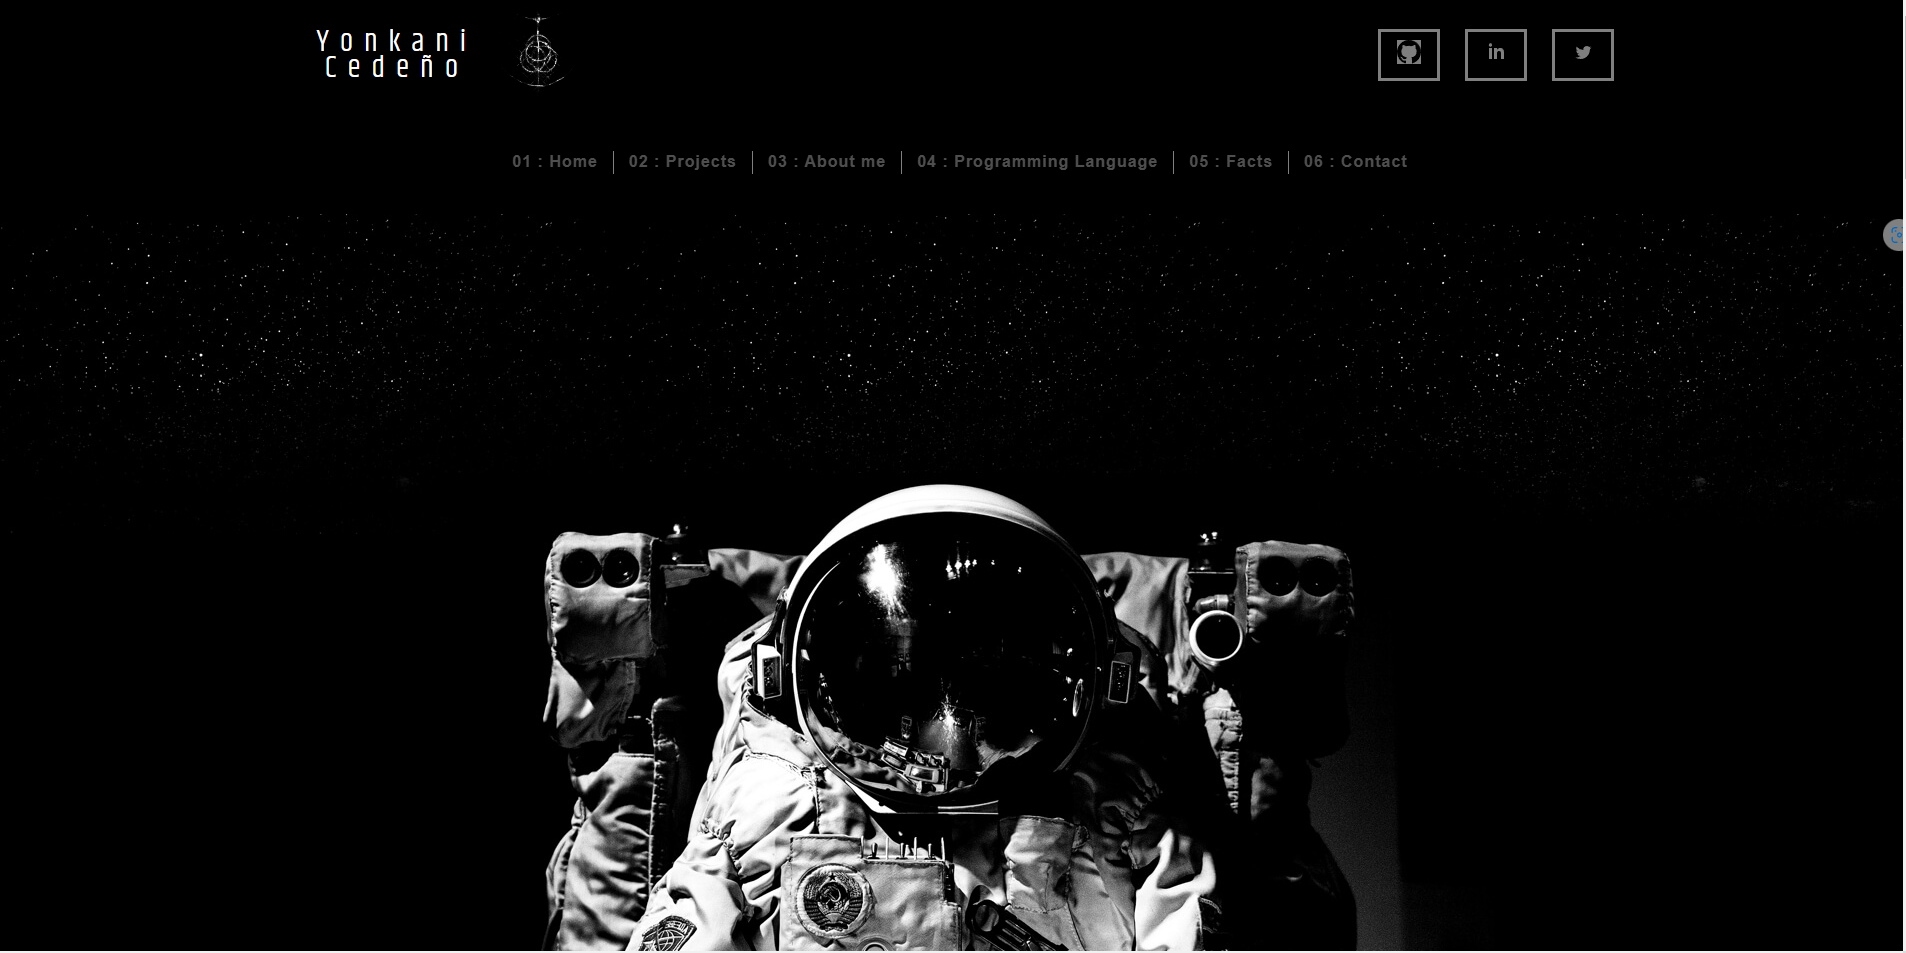 Yonkani
Cedeño
in
01 : Home
02 : Projects
03 : About me
04 : Programming Language
05 : Facts
06 : Contact